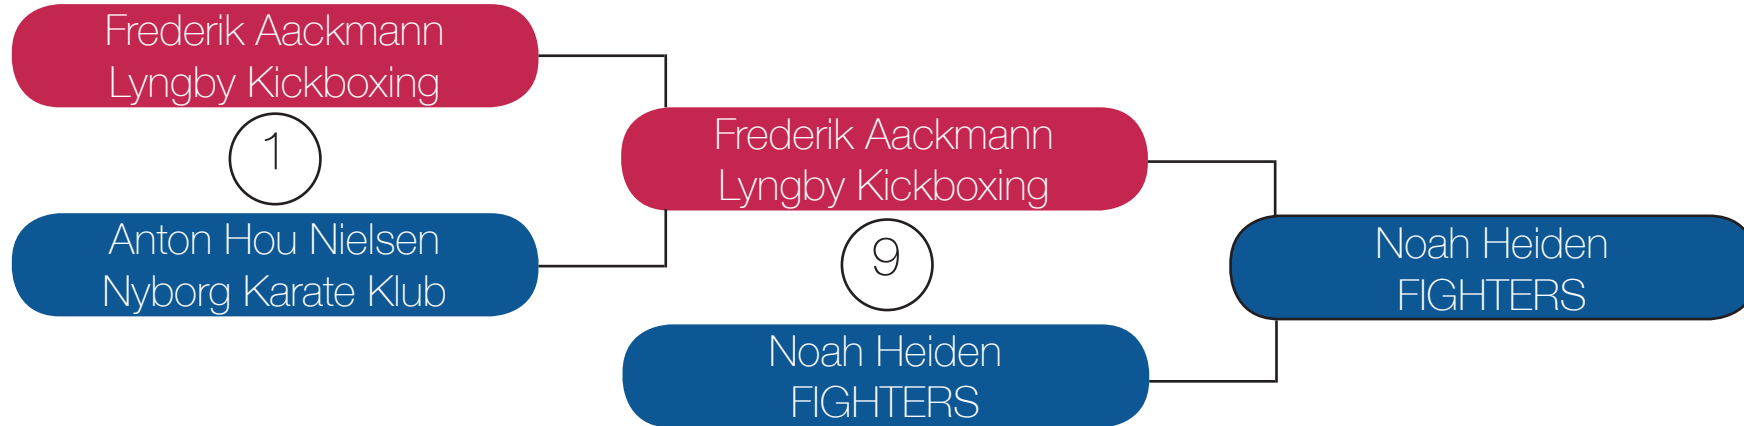 Frederik Aackmann
Lyngby Kickboxing
1
Anton Hou Nielsen
Nyborg Karate Klub
Frederik Aackmann
Lyngby Kickboxing
9
Noah Heiden
FIGHTERS
Noah Heiden
FIGHTERS